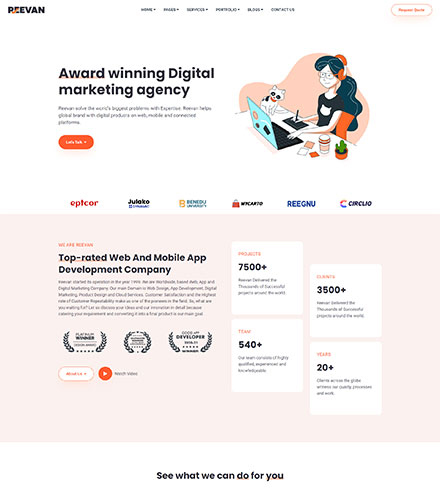 REEVAN
HOME PAGES SERVICES PORTFOLIO BLOGS CONTACT US
Request Quote
Award winning Digital
marketing agency
Reevan solve the world's biggest problems with Expertise. Reevan helps
global brand with digital products on web, mobile and connected
platforms.
Let's Talk
eptcor
Julako
BENEDU
UNIVERSITY
WPCARTO
REEGNU
CIRCLIO
WE ARE REEVAN
Top-rated Web And Mobile App
Development Company
Reevan started its operation in the year 1999. We are Worldwide, based Web, App and
Digital Marketing Company. Our main Domain is Web Design, App Development, Digital
Marketing, Product Design and Cloud Services. Customer Satisfaction and the Highest
rate of Customer Repeatability make us one of the pioneers in the field. So, what are
you waiting for? Let us discuss your ideas and our innovation in detail because
catering your requirement and converting it into a final product is our main goal.
PLATINUM
WINNER
WINNER
GOOD APP
DEVELOPER
About Us
Watch Video
PROJECTS
7500+
Reevan Delivered the
Thousands of Successful
projects around the world.
TEAM
540+
Our team consists of highly
qualified, experienced and
knowledgeable.
CLIENTS
3500+
Reevan Delivered the
Thousands of Successful
projects around the world.
YEARS
20+
Clients across the globe
admires our quality, processes
and work.
See what we can do for you